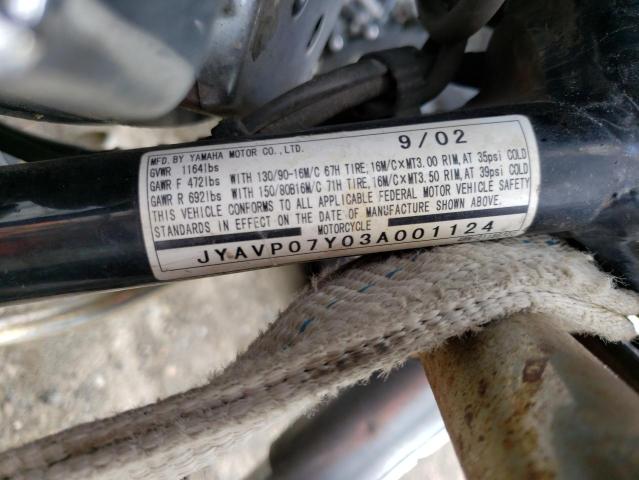 MFD. BY YAMAHA MOTOR CO., LTD. 9/02
GVWR 1164lbs
GAWR F 472lbs WITH 130/90-16M/C 67H TIRE, 16M/C×MT3.00 RIM, AT 35psi COLD
GAWR R 692lbs WITH 150/80B16M/C 71H TIRE, 16M/C×MT3.50 RIM, AT 39psi COLD
THIS VEHICLE CONFORMS TO ALL APPLICABLE FEDERAL MOTOR VEHICLE SAFETY
STANDARDS IN EFFECT ON THE DATE OF MANUFACTURE SHOWN ABOVE.
MOTORCYCLE
JYAVP07Y03A001124